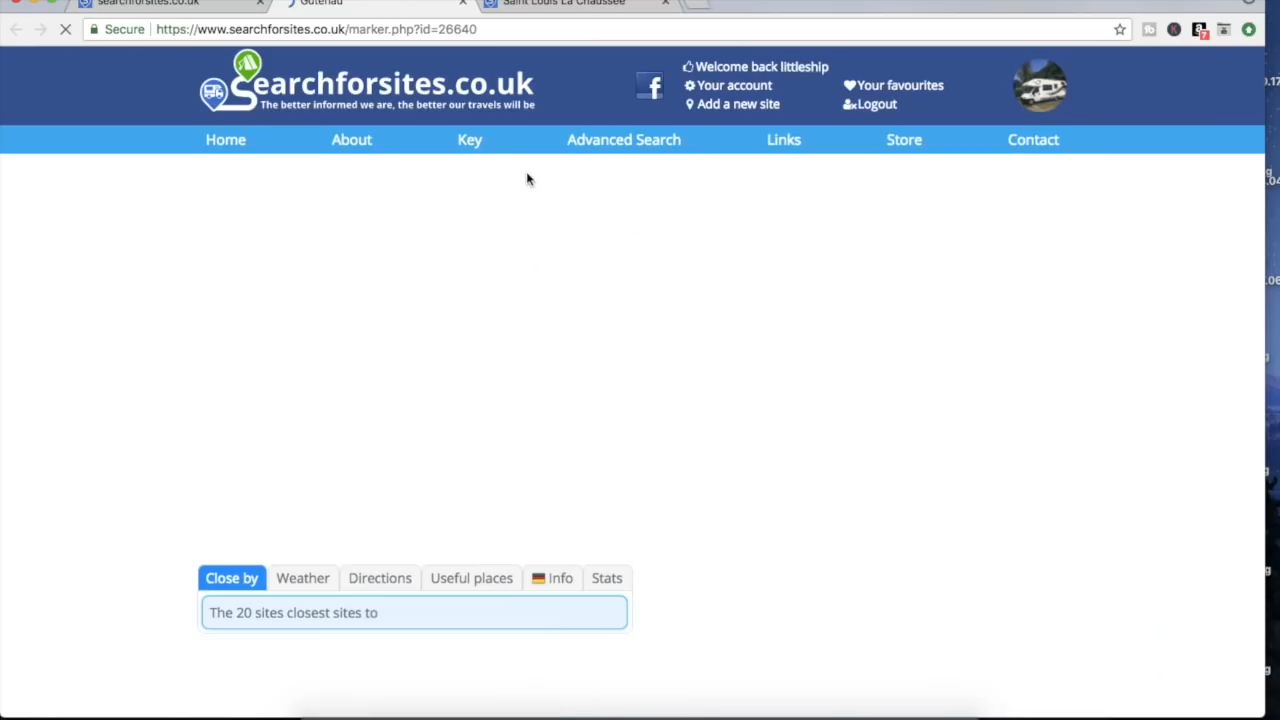 searchforsites.co.uk
Gutenau
Saint Louis La Chaussée
Secure
https://www.searchforsites.co.uk/marker.php?id=26640
Searchforsites.co.uk
The better informed we are, the better our travels will be
Welcome back littleship
Your account
Your favourites
Add a new site
Logout
Home About Key Advanced Search Links Store Contact
Close by Weather Directions Useful places Info Stats
The 20 sites closest sites to